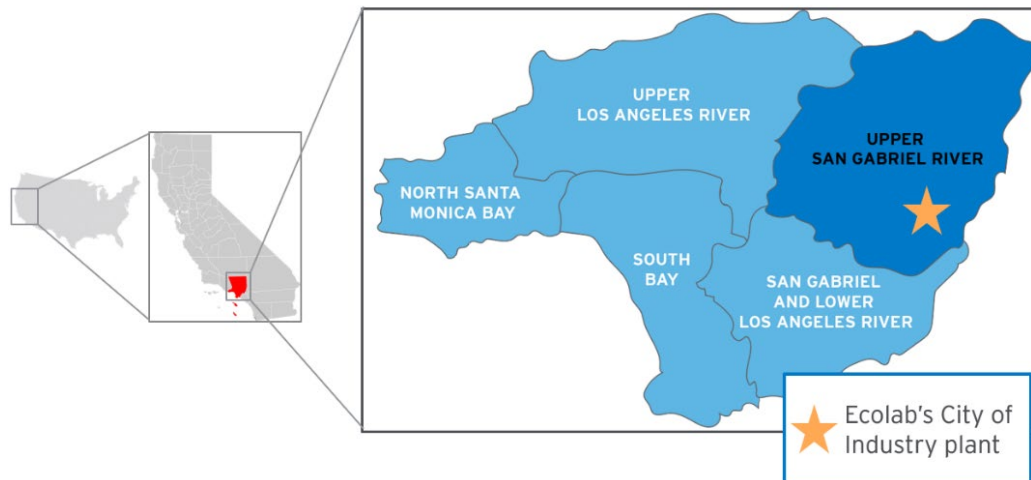 UPPER
LOS ANGELES RIVER
UPPER
SAN GABRIEL RIVER
NORTH SANTA
MONICA BAY
SOUTH
BAY
SAN GABRIEL
AND LOWER
LOS ANGELES RIVER
Ecolab's City of
Industry plant